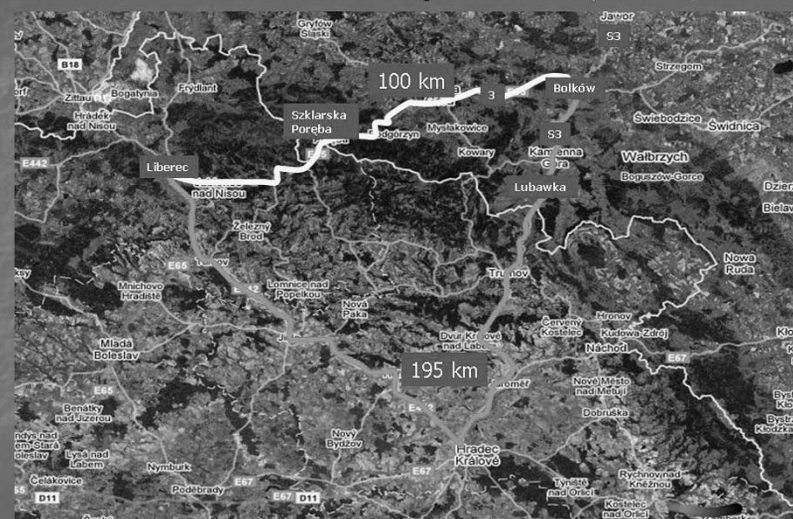 Jawor
S3
Gryfów
Śląski
B18
Strzegom
Zittau
Bogatynia
Frýdlant
Hrádek
nad Nisou
100 km
3
Bolków
Szklarska
Poręba
Mysłakowice
Kowary
S3
Kamienna
Góra
Świebodzice
Świdnica
Wałbrzych
Boguszów-Gorce
E442
Liberec
nad Nisou
Lubawka
Železný
Brod
E65
Nowa
Ruda
Mnichovo
Hradiště
Lomnice nad
Popelkou
Nová
Paka
Trutnov
Mladá
Boleslav
Dvůr Králové
nad Labem
Červený
Kostelec
Hronov
Kudowa-Zdrój
Náchod
E67
195 km
E65
Benátky
nad Jizerou
Nové Město
nad Metují
Dobruška
Lysá nad
Labem
Nový
Bydžov
Hradec
Králové
Nymburk
E67
Čelákovice
Poděbrady
E67
D11
D11
Týniště
nad Orlicí
Rychnov nad
Kněžnou
Kostelec
nad Orlicí